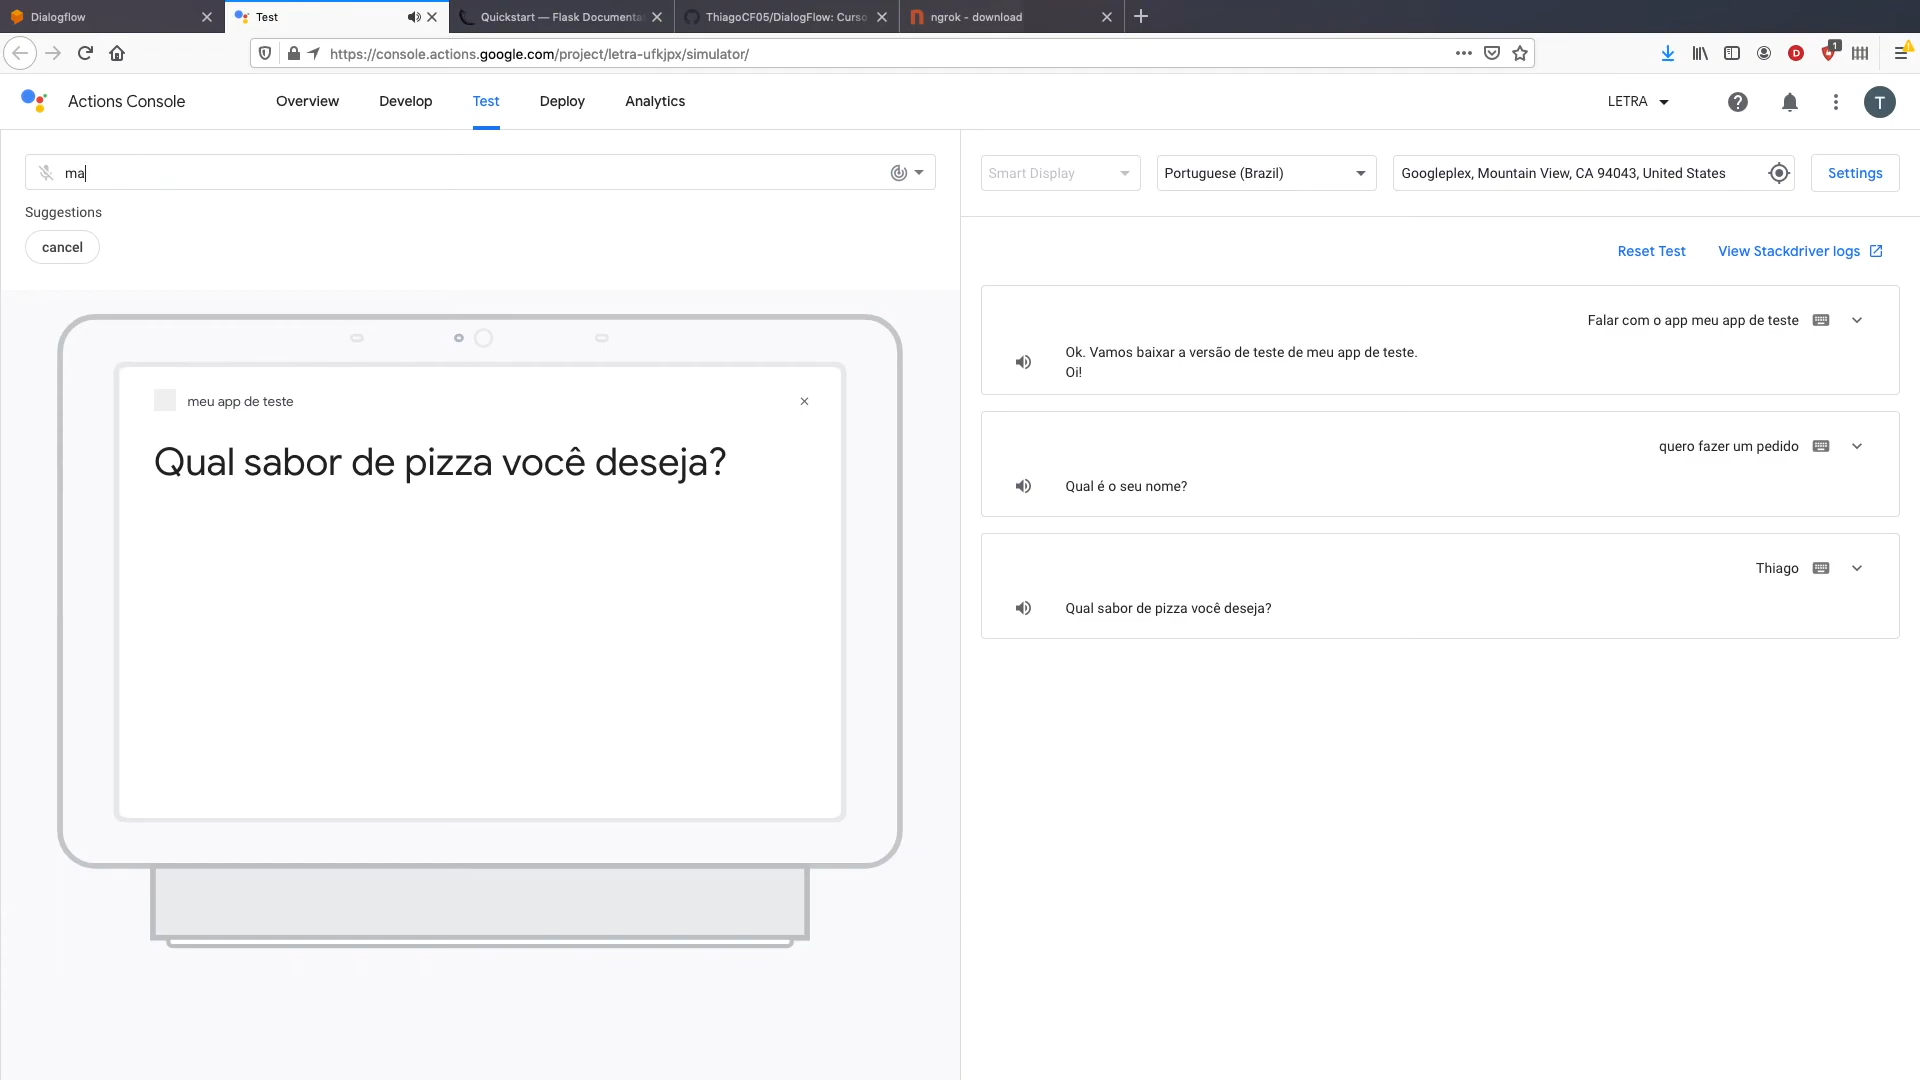 Dialogflow
Test
Quickstart — Flask Documenta
ThiagoCF05/DialogFlow: Curso
ngrok - download
https://console.actions.google.com/project/letra-ufkjpx/simulator/
D
1
Actions Console
Overview
Develop
Test
Deploy
Analytics
LETRA
T
ma
Suggestions
cancel
Smart Display
Portuguese (Brazil)
Googleplex, Mountain View, CA 94043, United States
Settings
Reset Test
View Stackdriver logs
meu app de teste
Qual sabor de pizza você deseja?
Falar com o app meu app de teste
Ok. Vamos baixar a versão de teste de meu app de teste.
Oi!
quero fazer um pedido
Qual é o seu nome?
Thiago
Qual sabor de pizza você deseja?